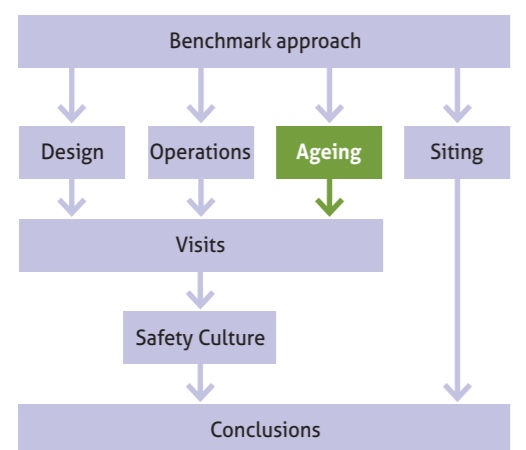 Benchmark approach
Design
Operations
Ageing
Siting
Visits
Safety Culture
Conclusions